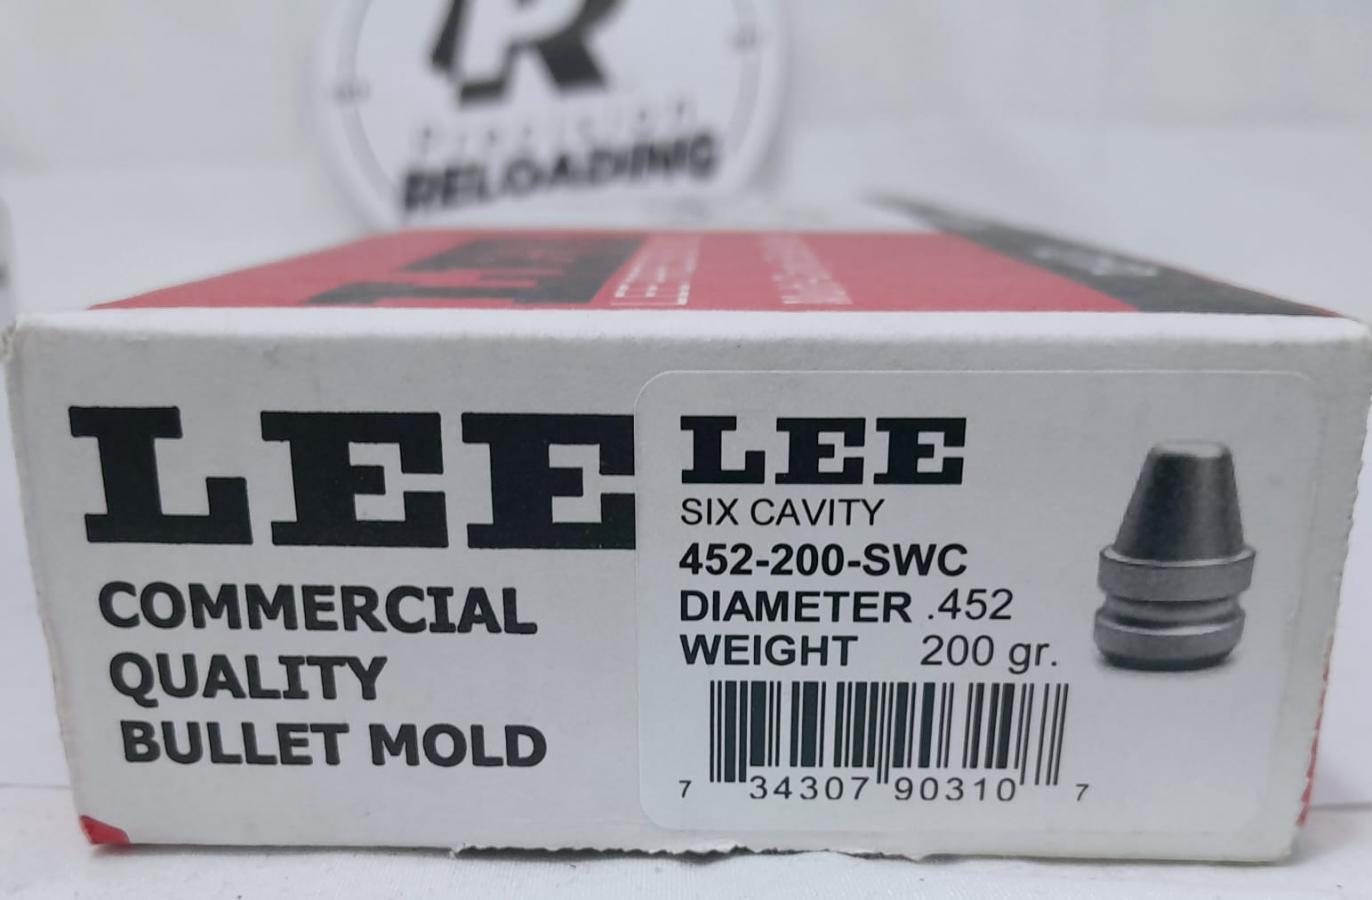 Precision
RELOADING
LEE
COMMERCIAL
QUALITY
BULLET MOLD
LEE
SIX CAVITY
452-200-SWC
DIAMETER .452
WEIGHT 200 gr.
7 34307 90310 7